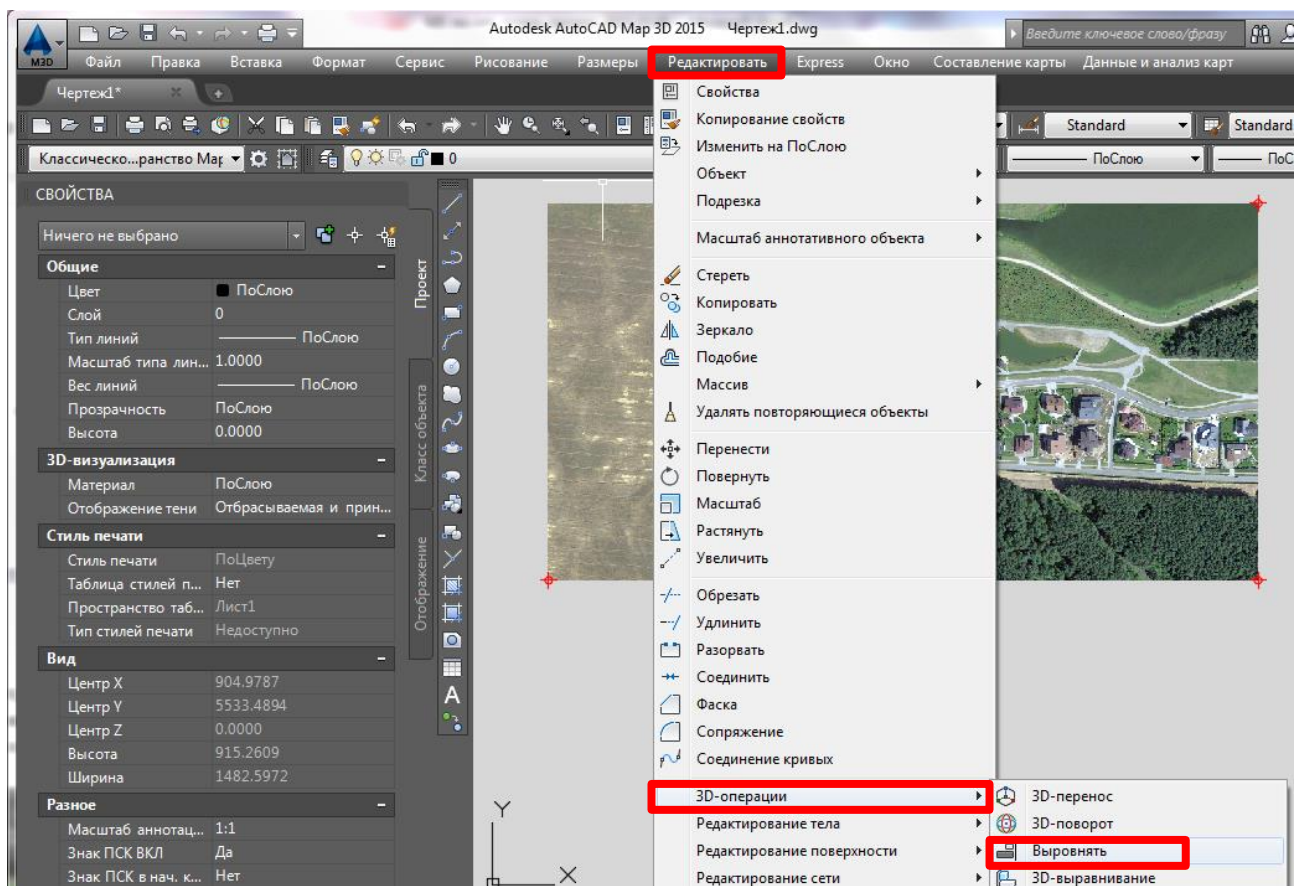 Autodesk AutoCAD Map 3D 2015 Чертеж1.dwg
Введите ключевое слово/фразу
M3D Файл Правка Вставка Формат Сервис Рисование Размеры Редактировать Express Окно Составление карты Данные и анализ карт
Чертеж1*
Standard Standard
Классическо...ранство Мар 0 ПоСлою ПоС
СВОЙСТВА
Ничего не выбрано
Общие
Цвет ПоСлою
Слой 0
Тип линий ПоСлою
Масштаб типа лин... 1.0000
Вес линий ПоСлою
Прозрачность ПоСлою
Высота 0.0000
3D-визуализация
Материал ПоСлою
Отображение тени Отбрасываемая и прин...
Стиль печати
Стиль печати ПоЦвету
Таблица стилей п... Нет
Пространство таб... Лист1
Тип стилей печати Недоступно
Вид
Центр X 904.9787
Центр Y 5533.4894
Центр Z 0.0000
Высота 915.2609
Ширина 1482.5972
Разное
Масштаб аннотац... 1:1
Знак ПСК ВКЛ Да
Знак ПСК в нач. к... Нет
Проект
Класс объекта
Отображение
A
Y
X
Свойства
Копирование свойств
Изменить на ПоСлою
Объект
Подрезка
Масштаб аннотативного объекта
Стереть
Копировать
Зеркало
Подобие
Массив
Удалять повторяющиеся объекты
Перенести
Повернуть
Масштаб
Растянуть
Увеличить
Обрезать
Удлинить
Разорвать
Соединить
Фаска
Сопряжение
Соединение кривых
3D-операции
Редактирование тела
Редактирование поверхности
Редактирование сети
3D-перенос
3D-поворот
Выровнять
3D-выравнивание